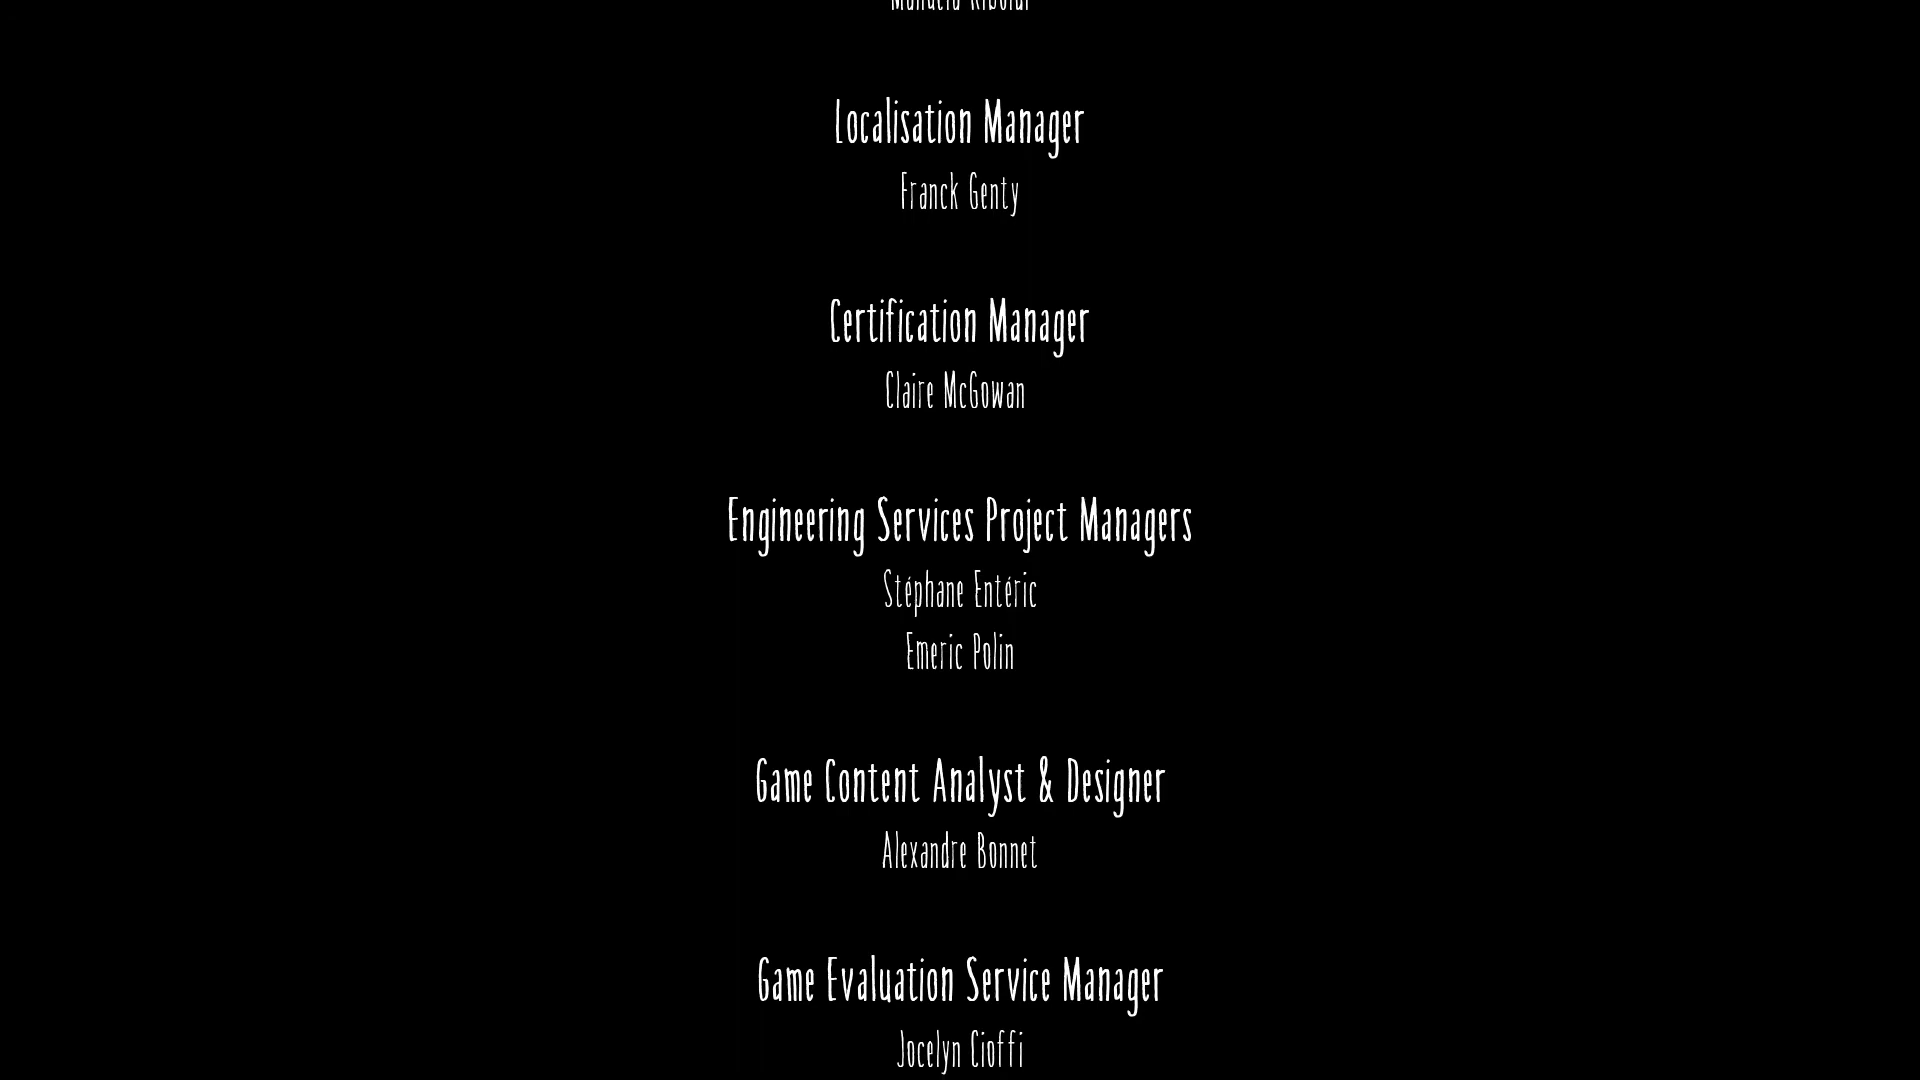 Localisation Manager
Franck Genty
Certification Manager
Claire McGowan
Engineering Services Project Managers
Stéphane Entéric
Emeric Polin
Game Content Analyst & Designer
Alexandre Bonnet
Game Evaluation Service Manager
Jocelyn Cioffi